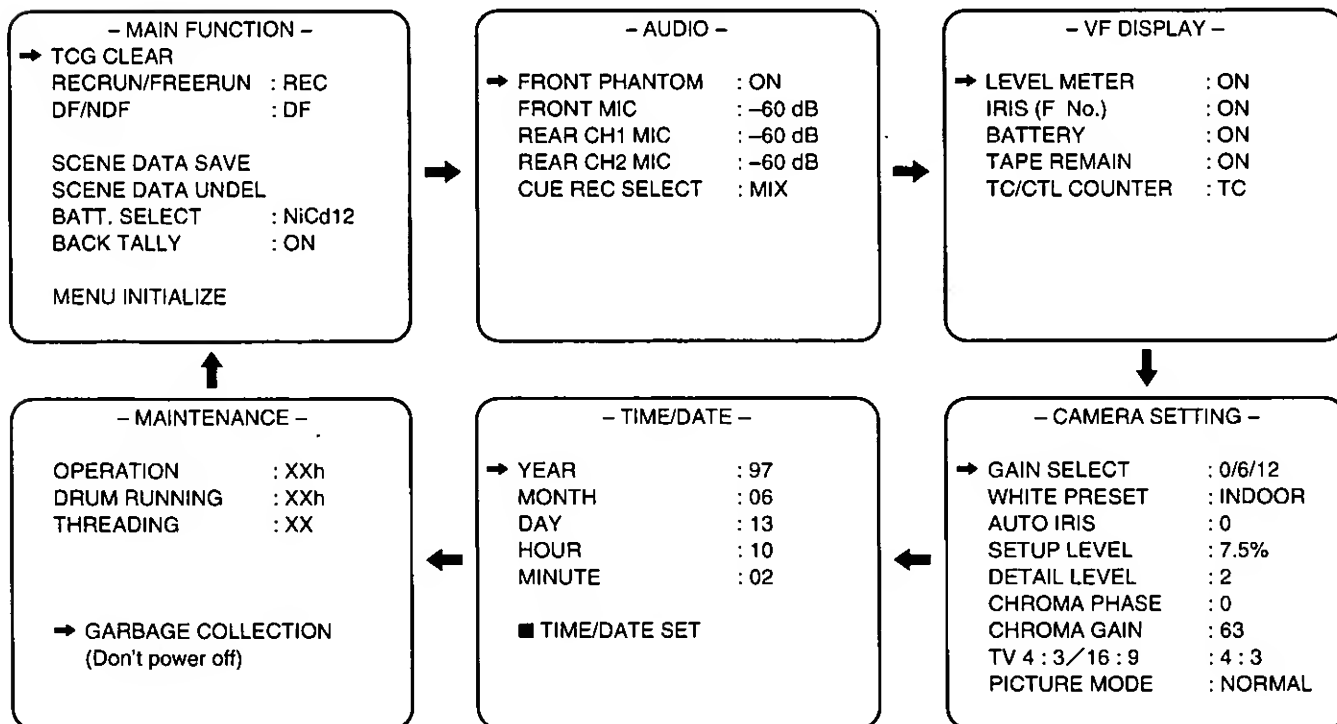 – MAIN FUNCTION –
➡ TCG CLEAR
RECRUN/FREERUN : REC
DF/NDF : DF
SCENE DATA SAVE
SCENE DATA UNDEL
BATT. SELECT : NiCd12
BACK TALLY : ON
MENU INITIALIZE
– AUDIO –
➡ FRONT PHANTOM : ON
FRONT MIC : –60 dB
REAR CH1 MIC : –60 dB
REAR CH2 MIC : –60 dB
CUE REC SELECT : MIX
– VF DISPLAY –
➡ LEVEL METER : ON
IRIS (F No.) : ON
BATTERY : ON
TAPE REMAIN : ON
TC/CTL COUNTER : TC
– MAINTENANCE –
OPERATION : XXh
DRUM RUNNING : XXh
THREADING : XX
➡ GARBAGE COLLECTION
(Don't power off)
– TIME/DATE –
➡ YEAR : 97
MONTH : 06
DAY : 13
HOUR : 10
MINUTE : 02
■ TIME/DATE SET
– CAMERA SETTING –
➡ GAIN SELECT : 0/6/12
WHITE PRESET : INDOOR
AUTO IRIS : 0
SETUP LEVEL : 7.5%
DETAIL LEVEL : 2
CHROMA PHASE : 0
CHROMA GAIN : 63
TV 4 : 3／16 : 9 : 4 : 3
PICTURE MODE : NORMAL